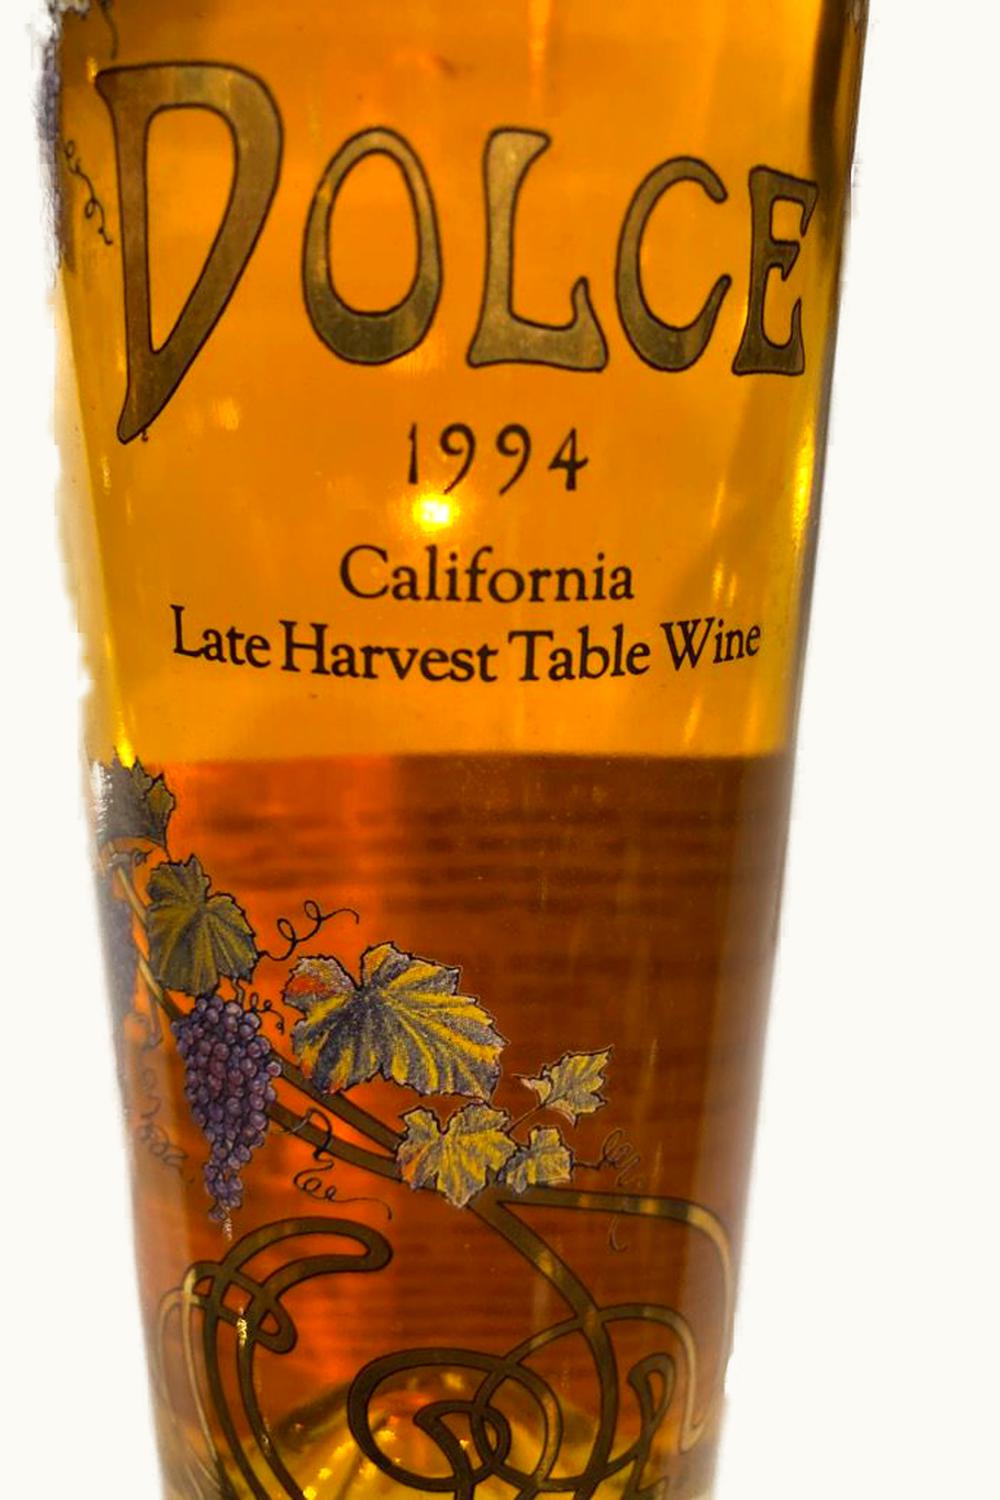 DOLCE
1994
California
Late Harvest Table Wine